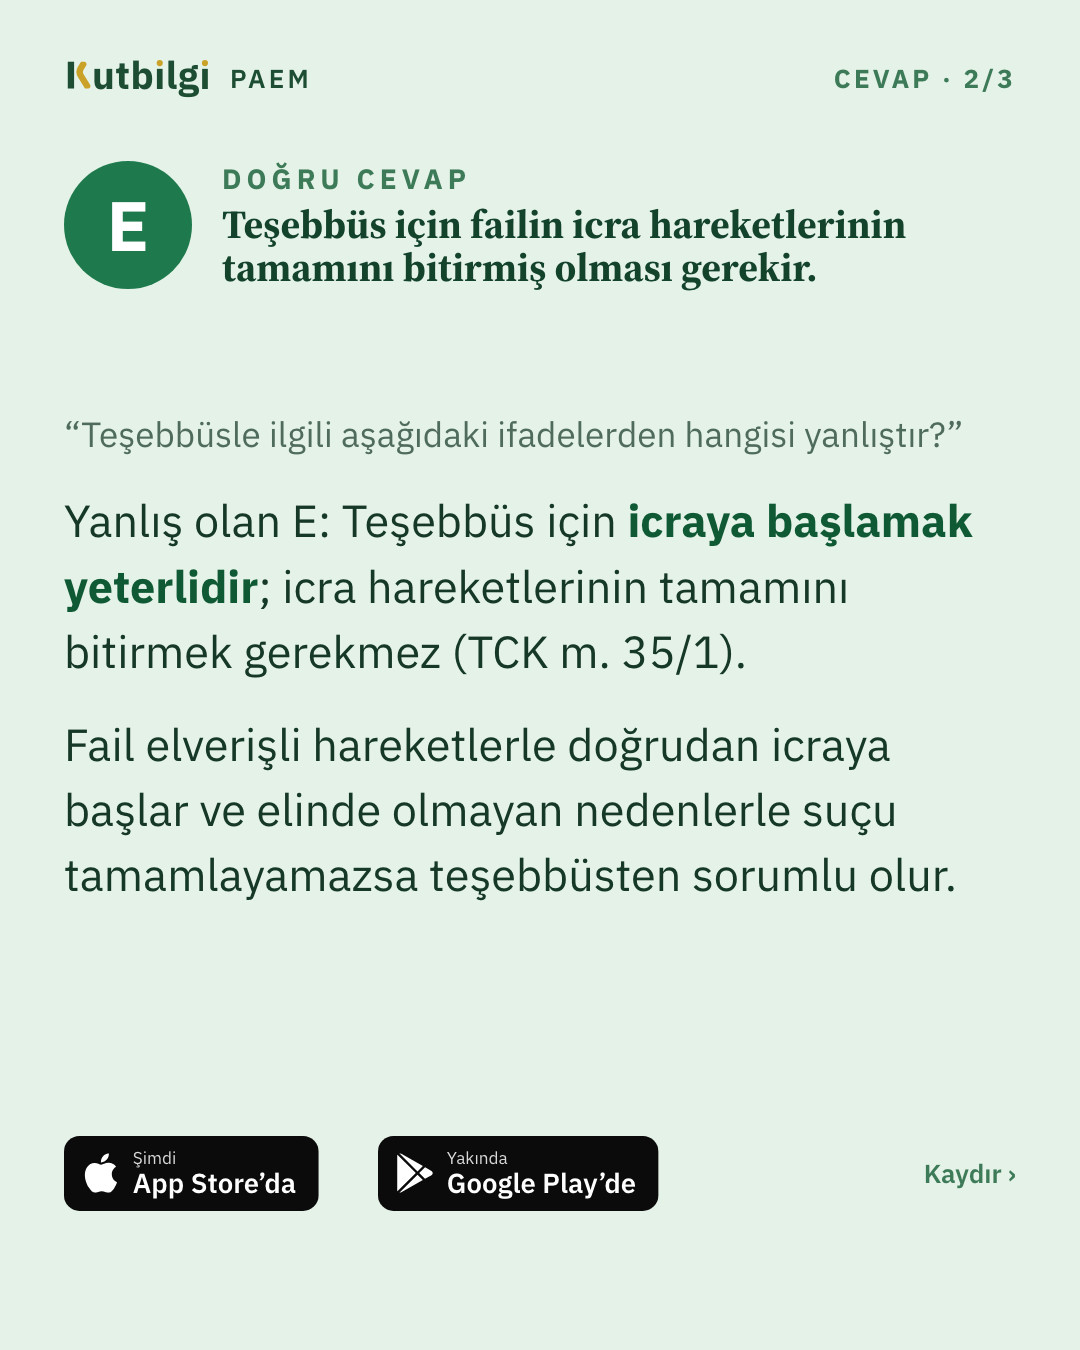 Kutbilgi PAEM
CEVAP · 2/3
E
DOĞRU CEVAP
Teşebbüs için failin icra hareketlerinin
tamamını bitirmiş olması gerekir.
“Teşebbüsle ilgili aşağıdaki ifadelerden hangisi yanlıştır?”
Yanlış olan E: Teşebbüs için icraya başlamak
yeterlidir; icra hareketlerinin tamamını
bitirmek gerekmez (TCK m. 35/1).
Fail elverişli hareketlerle doğrudan icraya
başlar ve elinde olmayan nedenlerle suçu
tamamlayamazsa teşebbüsten sorumlu olur.
Şimdi
App Store’da
Yakında
Google Play’de
Kaydır ›